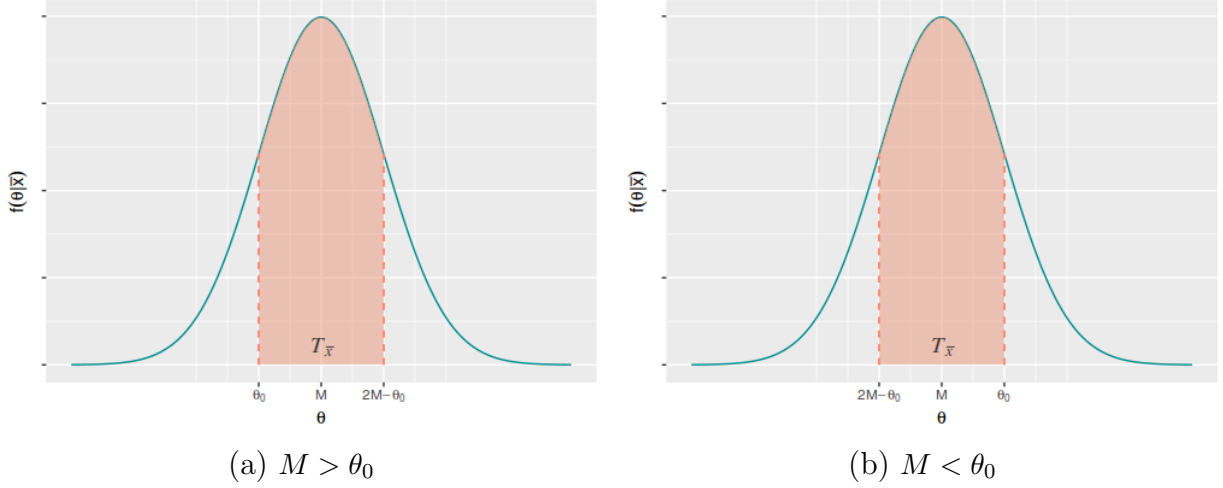 f(θ|x̅)
T_x̅
θ₀ M 2M−θ₀
θ
(a) M > θ₀
f(θ|x̅)
T_x̅
2M−θ₀ M θ₀
θ
(b) M < θ₀